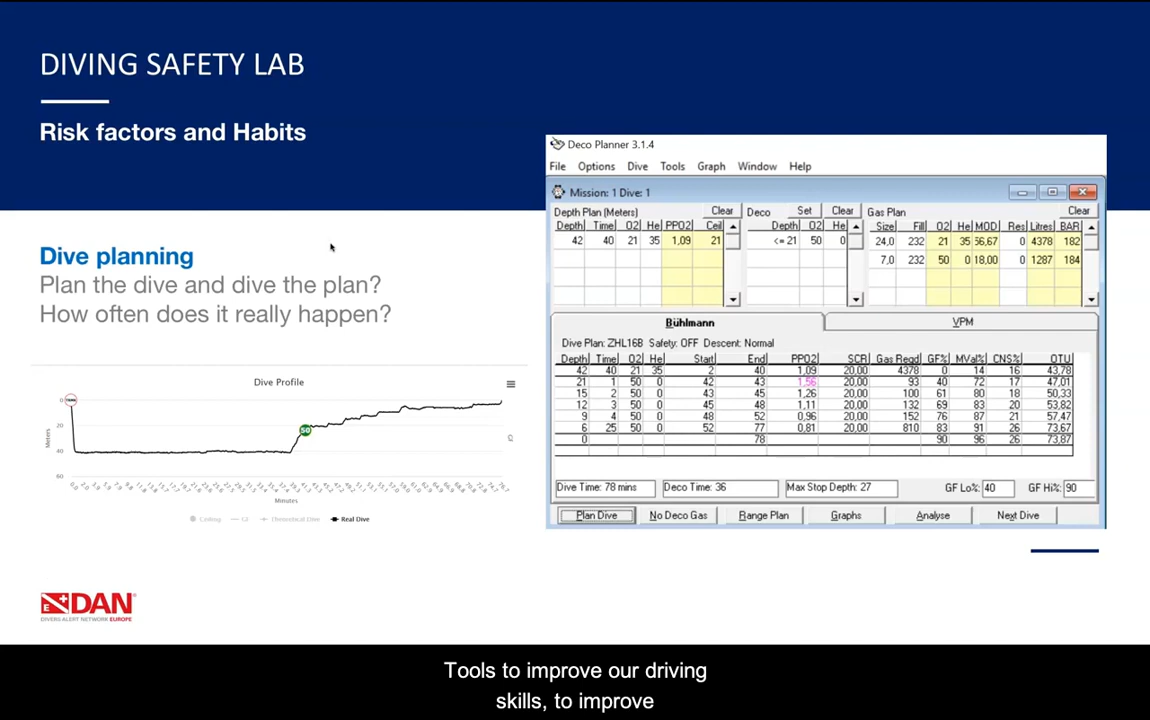 DIVING SAFETY LAB
Risk factors and Habits
Dive planning
Plan the dive and dive the plan?
How often does it really happen?
Dive Profile
Meters
0
20
40
60
50
Minutes
Ceiling
GF
Theoretical Dive
Real Dive
DAN
DIVERS ALERT NETWORK EUROPE
Deco Planner 3.1.4
File Options Dive Tools Graph Window Help
Mission: 1 Dive: 1
Depth Plan (Meters) Clear Deco Set Clear Gas Plan Clear
Depth Time O2 He PPO2 Ceil Depth O2 He Size Fill O2 He MOD Res Litres BAR
42 40 21 35 1,09 21 <= 21 50 0 24,0 232 21 35 56,67 0 4378 182
7,0 232 50 0 18,00 0 1287 184
Bühlmann VPM
Dive Plan: ZHL16B Safety: OFF Descent: Normal
Depth Time O2 He Start End PPO2 SCR Gas Reqd GF% MVal% CNS% OTU
42 40 21 35 2 40 1,09 20,00 4378 0 14 16 43,78
21 1 50 0 42 43 1,56 20,00 93 40 72 17 47,01
15 2 50 0 43 45 1,26 20,00 132 61 80 18 50,33
12 3 50 0 45 48 1,11 20,00 132 69 83 20 53,82
9 4 50 0 48 52 0,96 20,00 152 76 87 21 57,47
6 25 50 0 52 77 0,81 20,00 810 83 91 26 73,67
0 78 90 96 26 73,87
Dive Time: 78 mins Deco Time: 36 Max Stop Depth: 27 GF Lo%: 40 GF Hi%: 90
Plan Dive No Deco Gas Range Plan Graphs Analyse Next Dive
Tools to improve our driving
skills, to improve